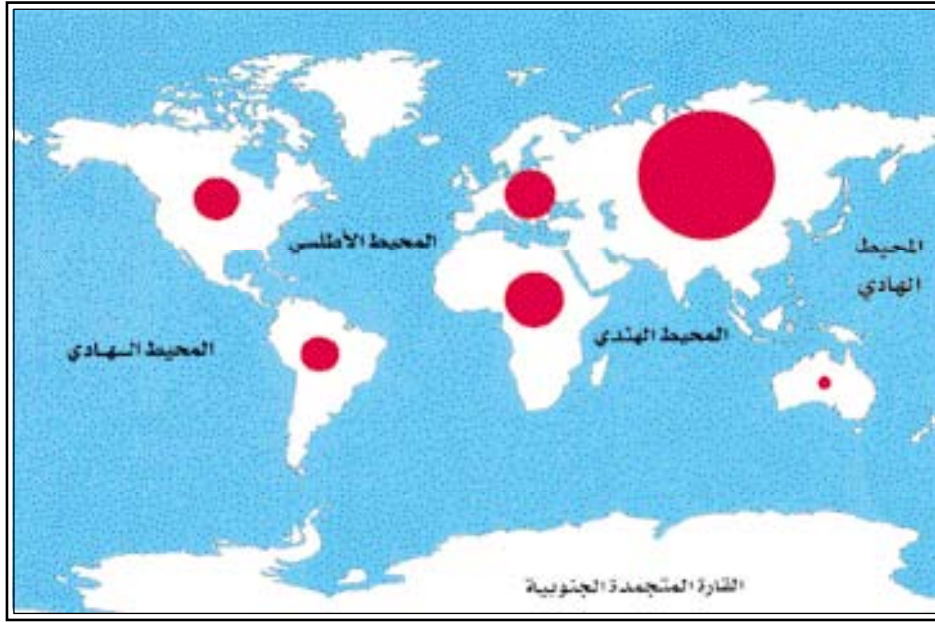 المحيط الأطلسي
المحيط
الهادي
المحيط الهندي
المحيط الهادي
القارة المتجمدة الجنوبية